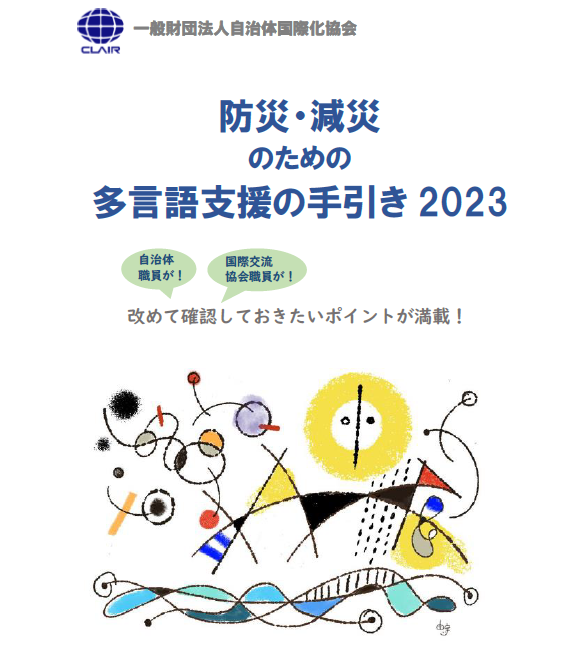 CLAIR
一般財団法人自治体国際化協会
防災・減災
のための
多言語支援の手引き 2023
自治体
職員が！
国際交流
協会職員が！
改めて確認しておきたいポイントが満載！